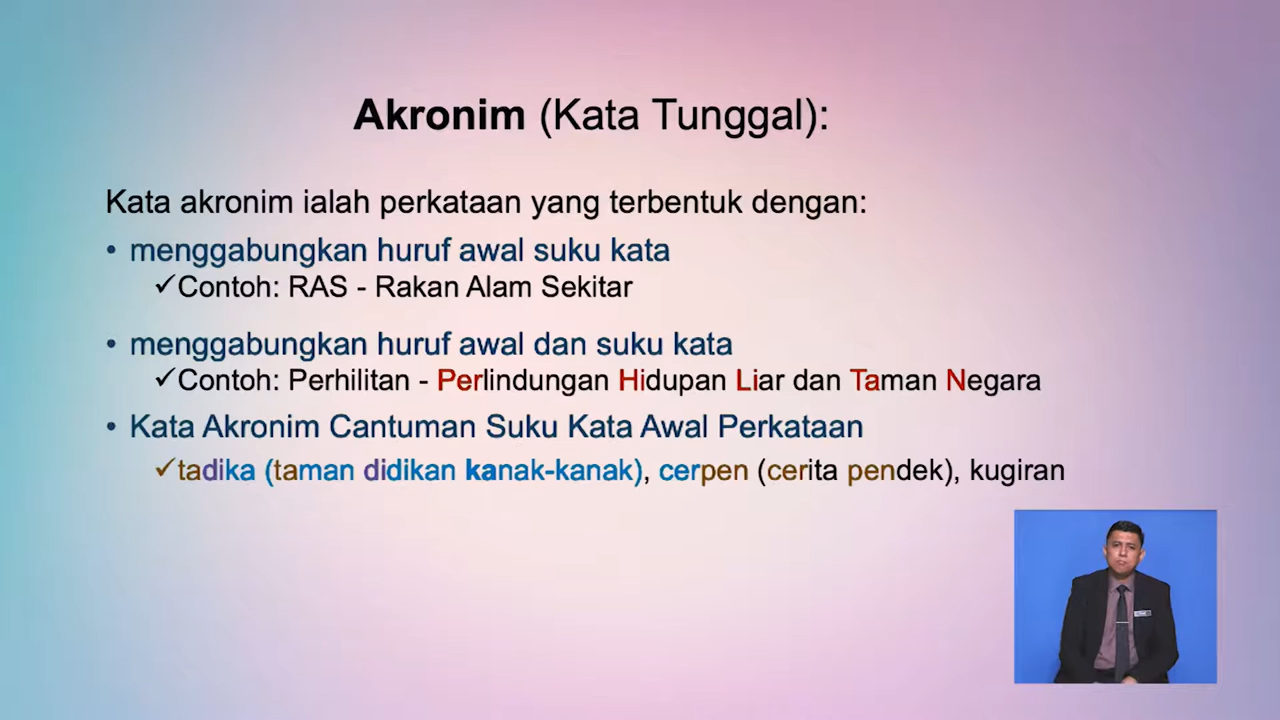 Akronim (Kata Tunggal):
Kata akronim ialah perkataan yang terbentuk dengan:
• menggabungkan huruf awal suku kata
✓Contoh: RAS - Rakan Alam Sekitar
• menggabungkan huruf awal dan suku kata
✓Contoh: Perhilitan - Perlindungan Hidupan Liar dan Taman Negara
• Kata Akronim Cantuman Suku Kata Awal Perkataan
✓tadika (taman didikan kanak-kanak), cerpen (cerita pendek), kugiran